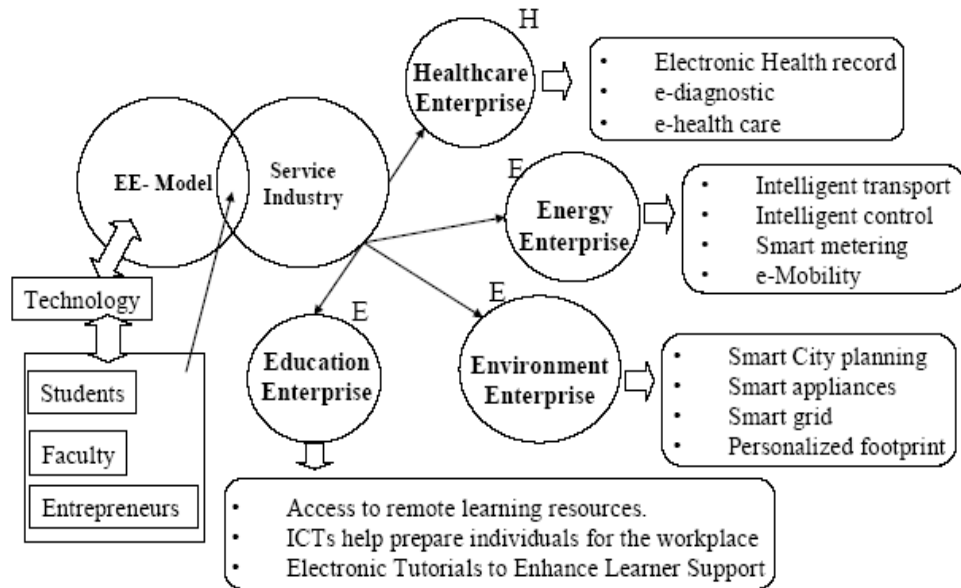 H
Healthcare
Enterprise
• Electronic Health record
• e-diagnostic
• e-health care
EE- Model
Service
Industry
E
Energy
Enterprise
• Intelligent transport
• Intelligent control
• Smart metering
• e-Mobility
Technology
Students
Faculty
Entrepreneurs
E
Education
Enterprise
E
Environment
Enterprise
• Smart City planning
• Smart appliances
• Smart grid
• Personalized footprint
• Access to remote learning resources.
• ICTs help prepare individuals for the workplace
• Electronic Tutorials to Enhance Learner Support